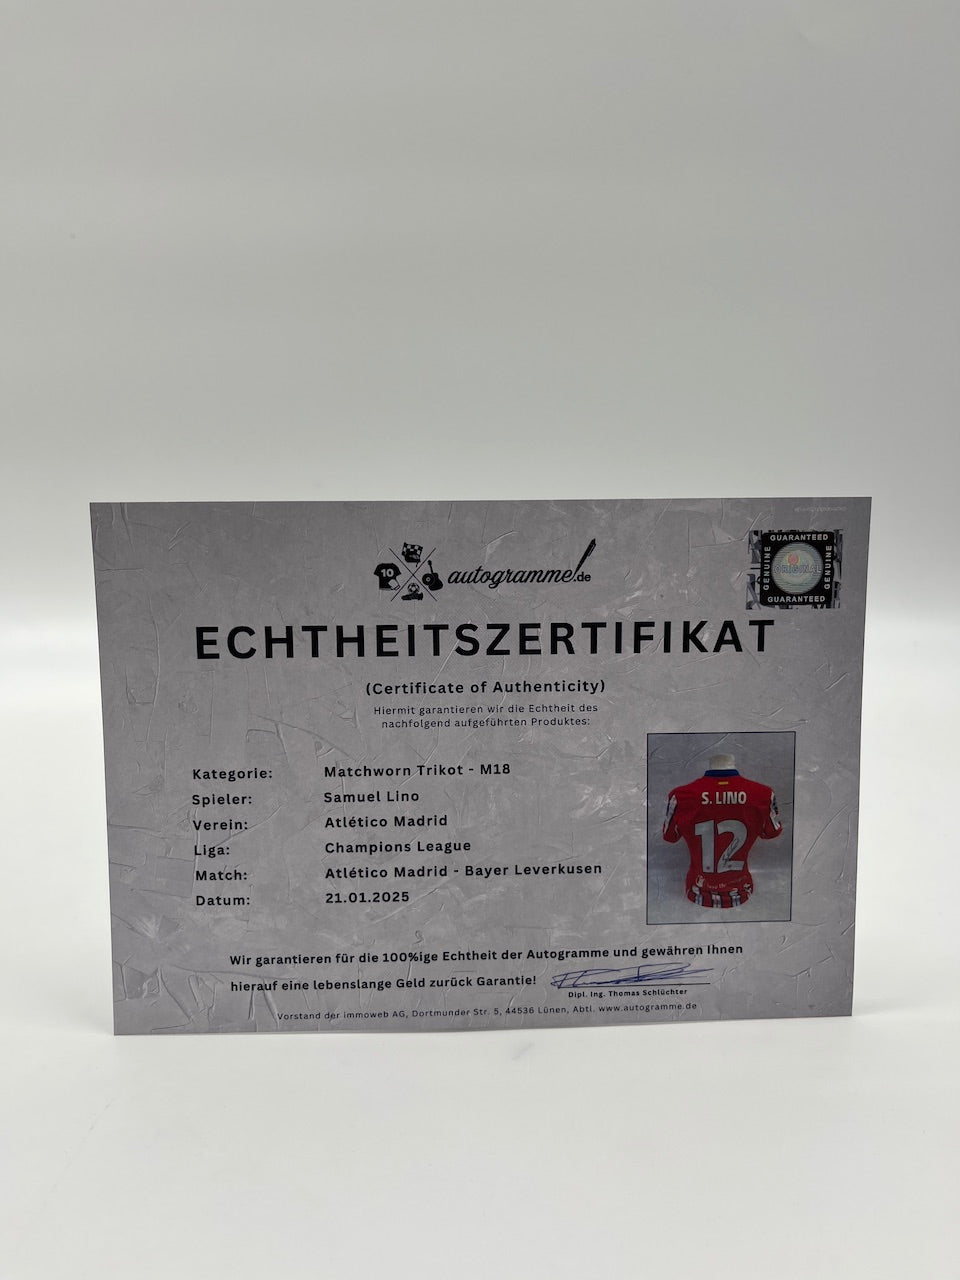 10
autogramme.de
GUARANTEED
GENUINE
ORIGINAL
GENUINE
GUARANTEED
ECHTHEITSZERTIFIKAT
(Certificate of Authenticity)
Hiermit garantieren wir die Echtheit des
nachfolgend aufgeführten Produktes:
Kategorie: Matchworn Trikot - M18
Spieler: Samuel Lino
Verein: Atlético Madrid
Liga: Champions League
Match: Atlético Madrid - Bayer Leverkusen
Datum: 21.01.2025
S. LINO
12
Wir garantieren für die 100%ige Echtheit der Autogramme und gewähren Ihnen
hierauf eine lebenslange Geld zurück Garantie!
Dipl. Ing. Thomas Schlüchter
Vorstand der immoweb AG, Dortmunder Str. 5, 44536 Lünen, Abtl. www.autogramme.de